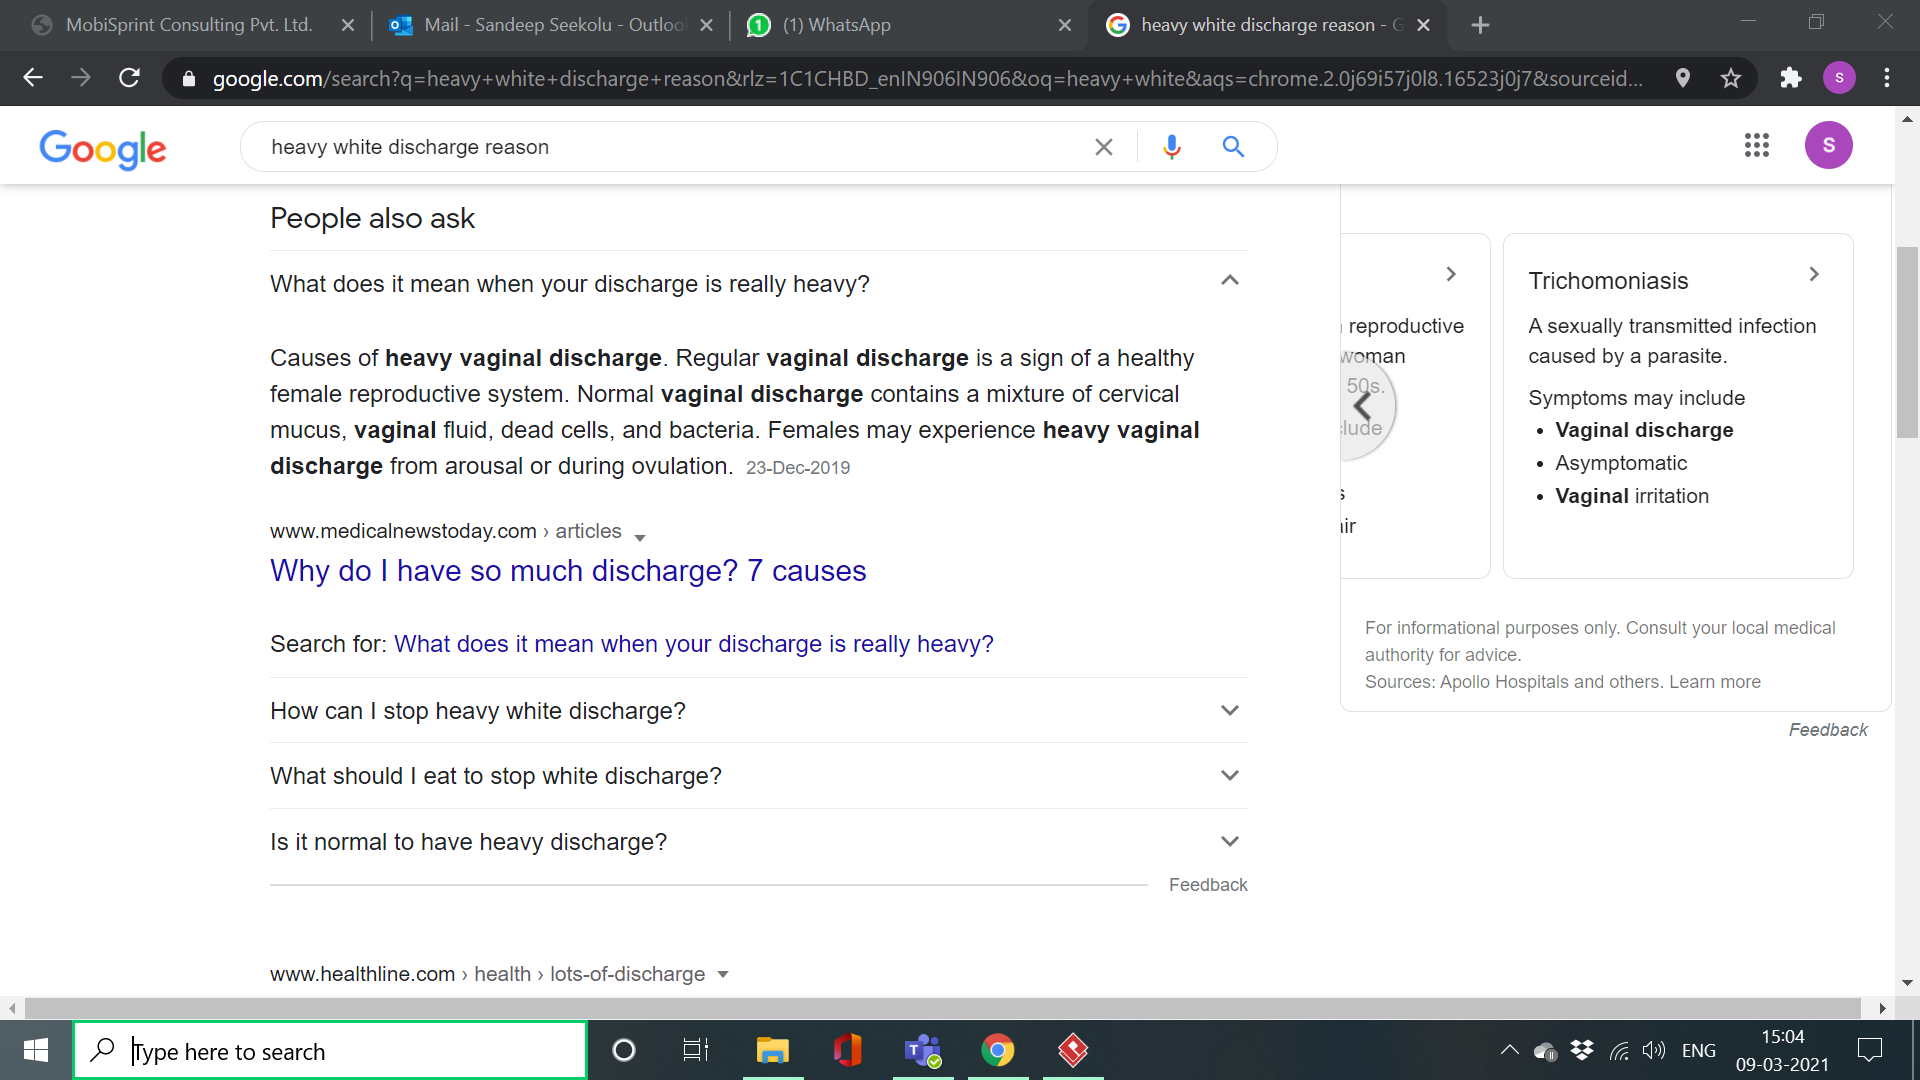 MobiSprint Consulting Pvt. Ltd.
Mail - Sandeep Seekolu - Outloo
(1) WhatsApp
heavy white discharge reason - G
google.com/search?q=heavy+white+discharge+reason&rlz=1C1CHBD_enIN906IN906&oq=heavy+white&aqs=chrome.2.0j69i57j0l8.16523j0j7&sourceid...
S
Google
heavy white discharge reason
S
People also ask
What does it mean when your discharge is really heavy?
Causes of heavy vaginal discharge. Regular vaginal discharge is a sign of a healthy
female reproductive system. Normal vaginal discharge contains a mixture of cervical
mucus, vaginal fluid, dead cells, and bacteria. Females may experience heavy vaginal
discharge from arousal or during ovulation. 23-Dec-2019
www.medicalnewstoday.com › articles
Why do I have so much discharge? 7 causes
Search for: What does it mean when your discharge is really heavy?
How can I stop heavy white discharge?
What should I eat to stop white discharge?
Is it normal to have heavy discharge?
Feedback
www.healthline.com › health › lots-of-discharge
reproductive
woman
50s.
lude
s
air
Trichomoniasis
A sexually transmitted infection
caused by a parasite.
Symptoms may include
• Vaginal discharge
• Asymptomatic
• Vaginal irritation
For informational purposes only. Consult your local medical
authority for advice.
Sources: Apollo Hospitals and others. Learn more
Feedback
Type here to search
ENG
15:04
09-03-2021